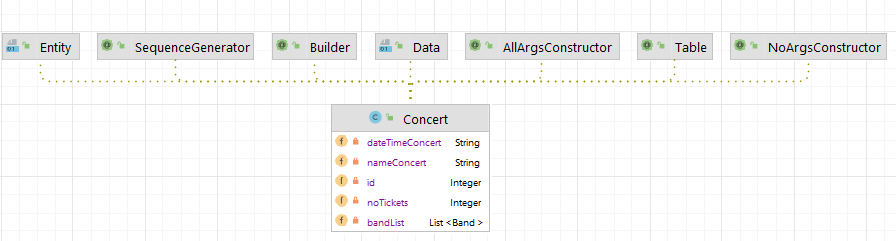 Entity SequenceGenerator Builder Data AllArgsConstructor Table NoArgsConstructor
Concert
dateTimeConcert String
nameConcert String
id Integer
noTickets Integer
bandList List <Band >